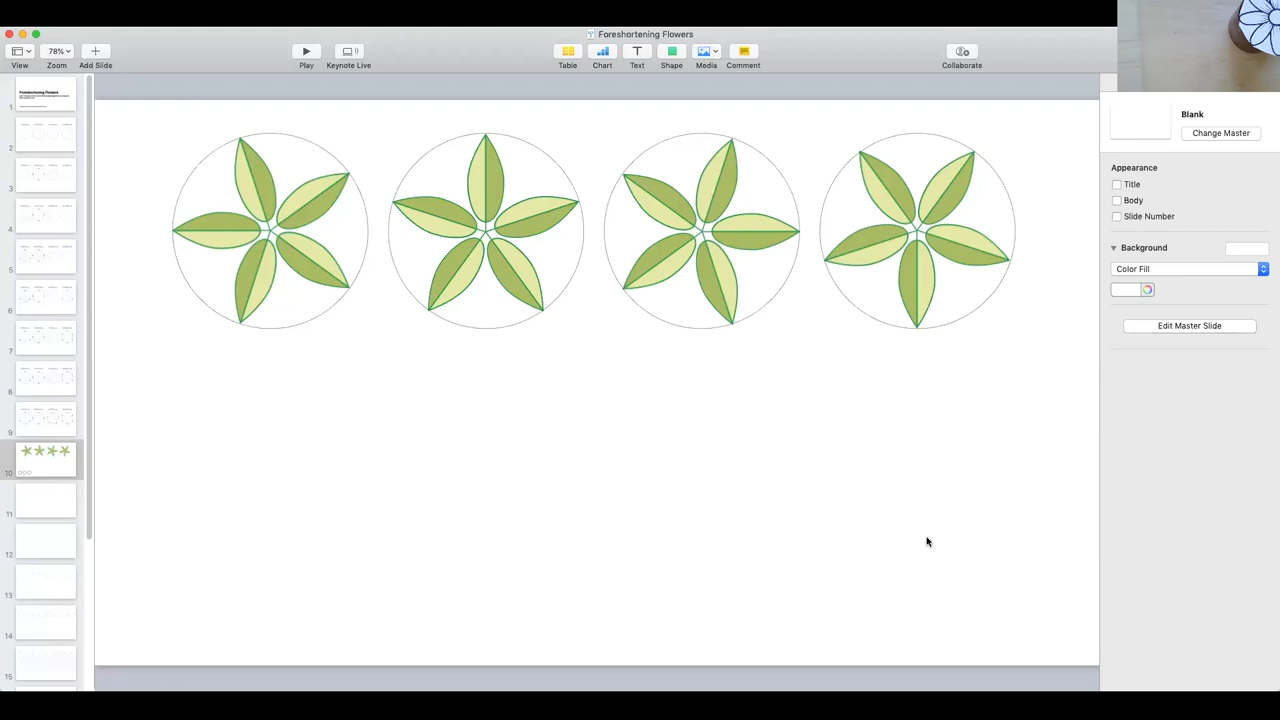 Foreshortening Flowers
78%
View
Zoom
Add Slide
Play
Keynote Live
Table
Chart
Text
Shape
Media
Comment
Collaborate
T
Foreshortening Flowers
1
2
3
4
5
6
7
8
9
10
11
12
13
14
15
Blank
Change Master
Appearance
Title
Body
Slide Number
Background
Color Fill
Edit Master Slide